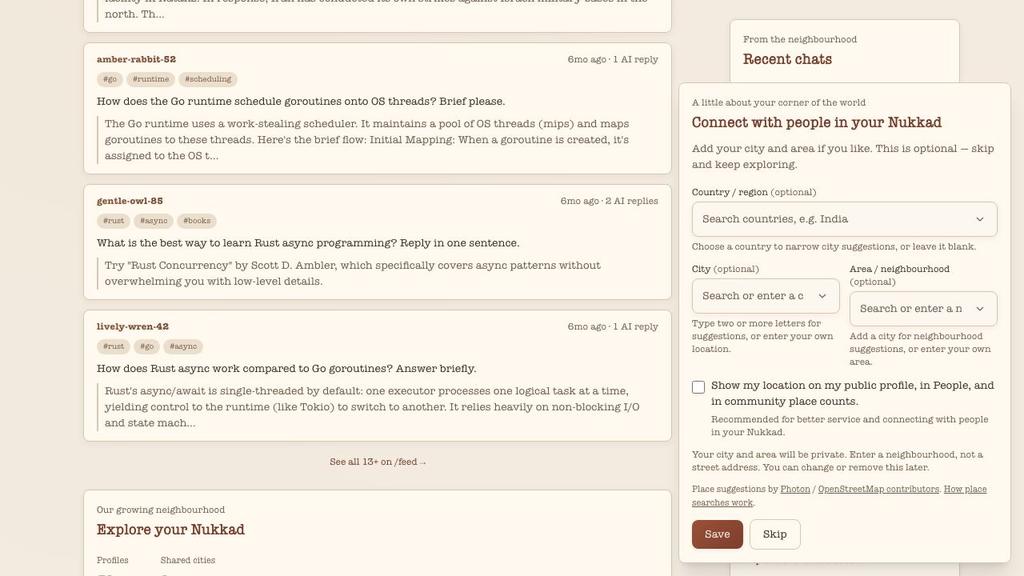 north. Th...
amber-rabbit-52
6mo ago · 1 AI reply
#go #runtime #scheduling
How does the Go runtime schedule goroutines onto OS threads? Brief please.
The Go runtime uses a work-stealing scheduler. It maintains a pool of OS threads (mips) and maps
goroutines to these threads. Here's the brief flow: Initial Mapping: When a goroutine is created, it's
assigned to the OS t...
gentle-owl-85
6mo ago · 2 AI replies
#rust #async #books
What is the best way to learn Rust async programming? Reply in one sentence.
Try "Rust Concurrency" by Scott D. Ambler, which specifically covers async patterns without
overwhelming you with low-level details.
lively-wren-42
6mo ago · 1 AI reply
#rust #go #async
How does Rust async work compared to Go goroutines? Answer briefly.
Rust's async/await is single-threaded by default: one executor processes one logical task at a time,
yielding control to the runtime (like Tokio) to switch to another. It relies heavily on non-blocking I/O
and state mach...
See all 13+ on /feed→
Our growing neighbourhood
Explore your Nukkad
Profiles
Shared cities
From the neighbourhood
Recent chats
A little about your corner of the world
Connect with people in your Nukkad
Add your city and area if you like. This is optional — skip
and keep exploring.
Country / region (optional)
Search countries, e.g. India
Choose a country to narrow city suggestions, or leave it blank.
City (optional)
Search or enter a c
Type two or more letters for
suggestions, or enter your own
location.
Area / neighbourhood
(optional)
Search or enter a n
Add a city for neighbourhood
suggestions, or enter your own
area.
Show my location on my public profile, in People, and
in community place counts.
Recommended for better service and connecting with people
in your Nukkad.
Your city and area will be private. Enter a neighbourhood, not a
street address. You can change or remove this later.
Place suggestions by Photon / OpenStreetMap contributors. How place
searches work.
Save
Skip